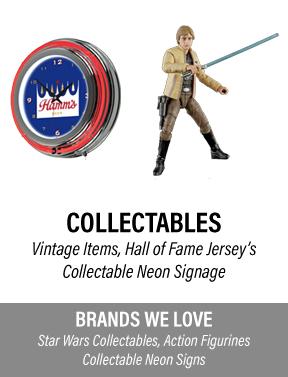 Hamm's
BEER
COLLECTABLES
Vintage Items, Hall of Fame Jersey's
Collectable Neon Signage
BRANDS WE LOVE
Star Wars Collectables, Action Figurines
Collectable Neon Signs